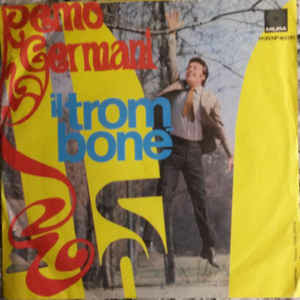 Remo
Germani
il trom
bone